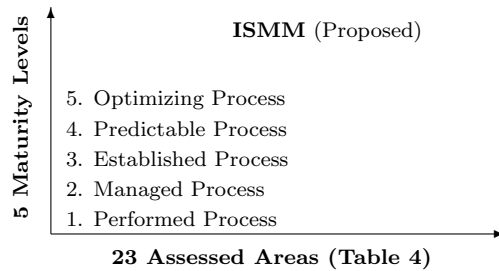 ISMM (Proposed)
5 Maturity Levels
5. Optimizing Process
4. Predictable Process
3. Established Process
2. Managed Process
1. Performed Process
23 Assessed Areas (Table 4)